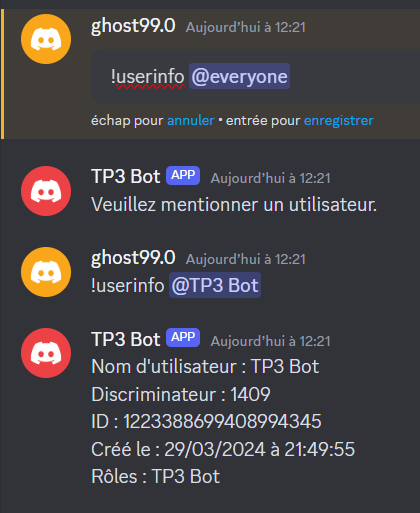 ghost99.0 Aujourd'hui à 12:21
!userinfo @everyone
échap pour annuler • entrée pour enregistrer
TP3 Bot APP Aujourd'hui à 12:21
Veuillez mentionner un utilisateur.
ghost99.0 Aujourd'hui à 12:21
!userinfo @TP3 Bot
TP3 Bot APP Aujourd'hui à 12:21
Nom d'utilisateur : TP3 Bot
Discriminateur : 1409
ID : 1223388699408994345
Créé le : 29/03/2024 à 21:49:55
Rôles : TP3 Bot